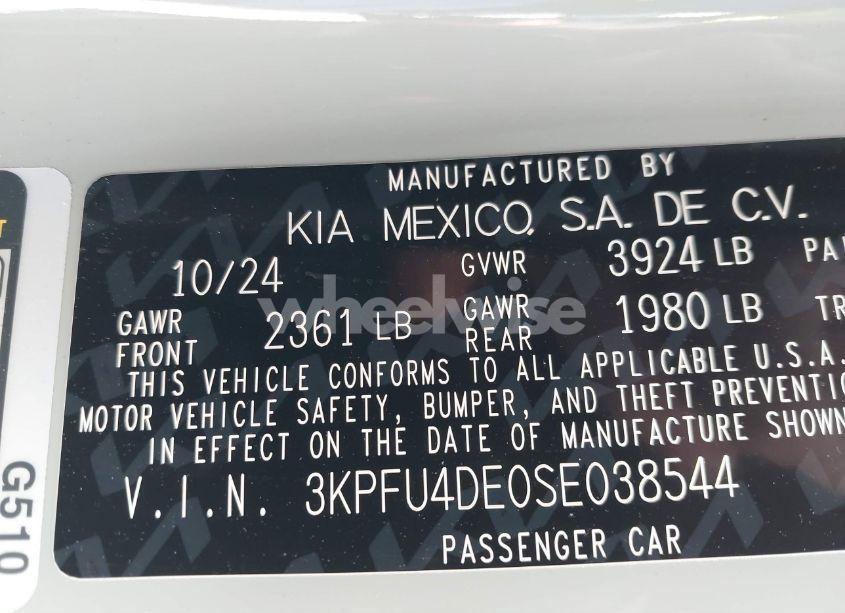 MANUFACTURED BY
KIA MEXICO, S.A. DE C.V.
10/24 GVWR 3924 LB
GAWR FRONT 2361 LB GAWR REAR 1980 LB
THIS VEHICLE CONFORMS TO ALL APPLICABLE U.S.A.
MOTOR VEHICLE SAFETY, BUMPER, AND THEFT PREVENTIO
IN EFFECT ON THE DATE OF MANUFACTURE SHOWN
V.I.N. 3KPFU4DE0SE038544
PASSENGER CAR
G510
wheelwise